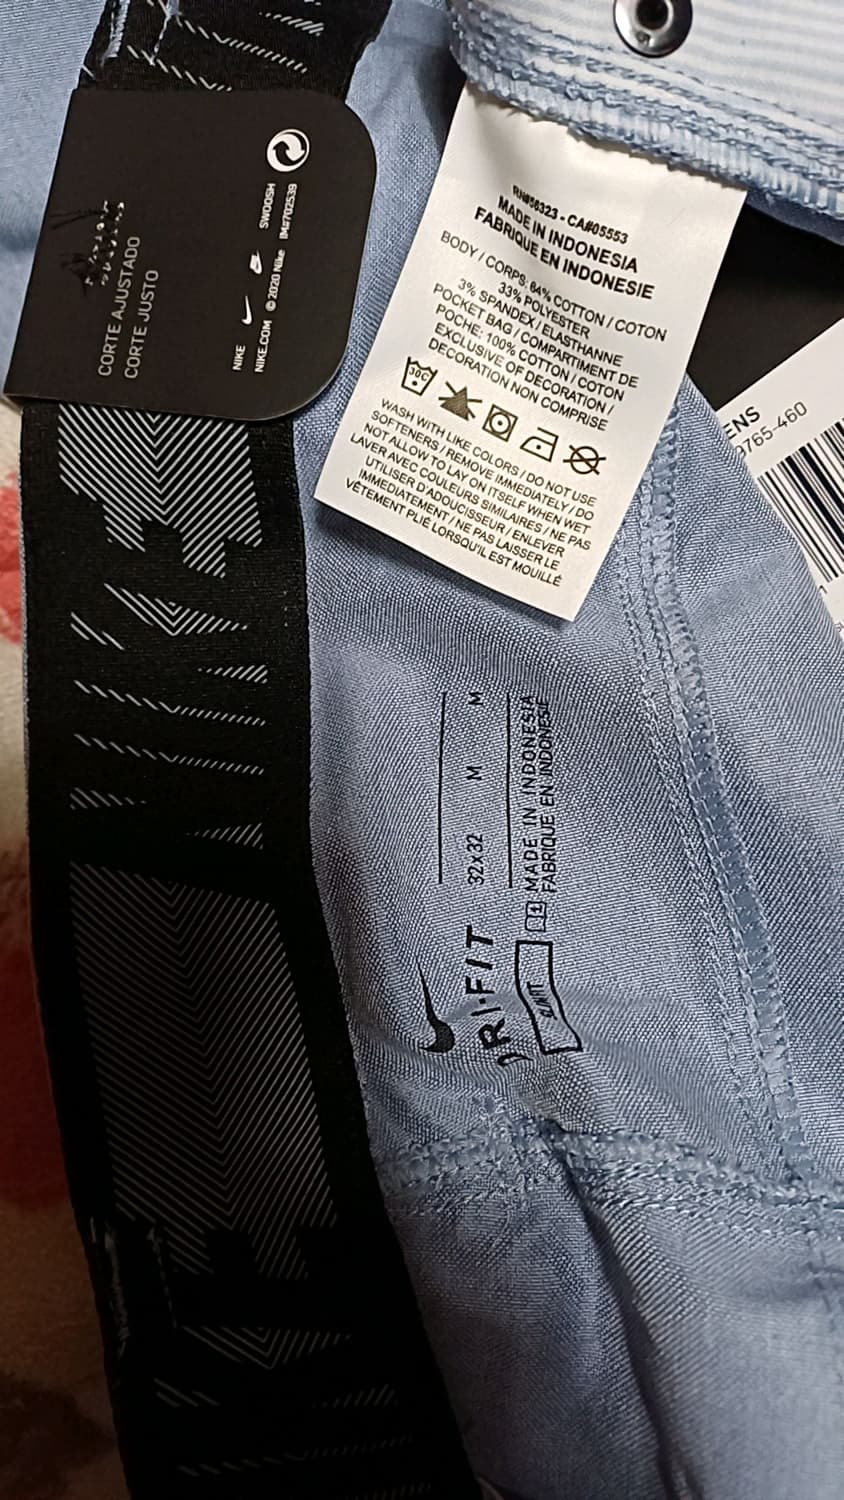 CORTE AJUSTADO
CORTE JUSTO
NIKE
SWOOSH
NIKE.COM © 2020 Nike IM#702539
RN#56323 - CA#05553
MADE IN INDONESIA
FABRIQUE EN INDONESIE
BODY / CORPS: 64% COTTON / COTON
33% POLYESTER
3% SPANDEX / ELASTHANNE
POCKET BAG / COMPARTIMENT DE
POCHE: 100% COTTON / COTON
EXCLUSIVE OF DECORATION /
DECORATION NON COMPRISE
30C
WASH WITH LIKE COLORS / DO NOT USE
SOFTENERS / REMOVE IMMEDIATELY / DO
NOT ALLOW TO LAY ON ITSELF WHEN WET
LAVER AVEC COULEURS SIMILAIRES / NE PAS
UTILISER D'ADOUCISSEUR / ENLEVER
IMMEDIATEMENT / NE PAS LAISSER LE
VÊTEMENT PLIÉ LORSQU'IL EST MOUILLÉ
ENS
765-460
DRI-FIT
32x32 M M
MADE IN INDONESIA
FABRIQUE EN INDONESIE